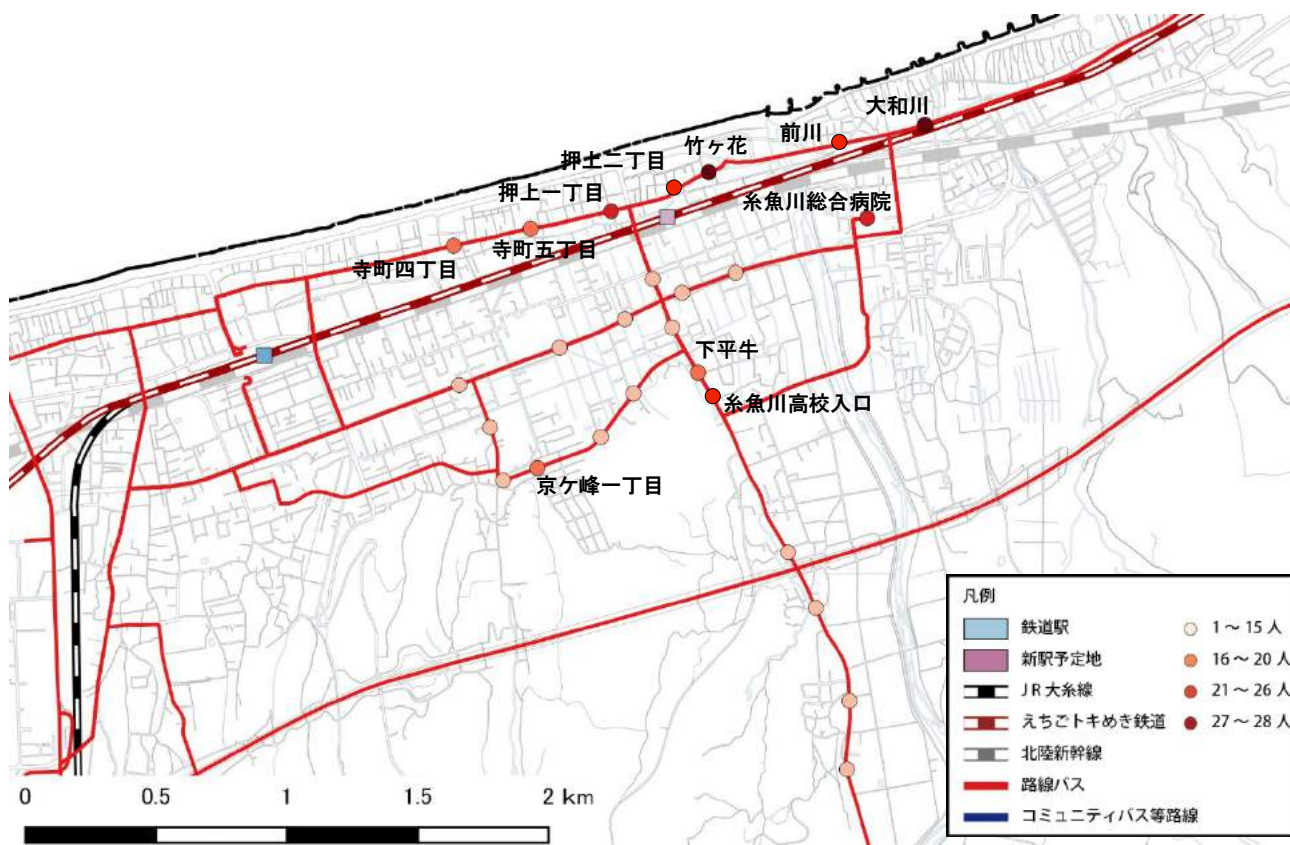 大和川
前川
竹ヶ花
押上二丁目
押上一丁目
糸魚川総合病院
寺町五丁目
寺町四丁目
下平牛
糸魚川高校入口
京ケ峰一丁目
凡例
鉄道駅
新駅予定地
JR大糸線
えちごトキめき鉄道
北陸新幹線
路線バス
コミュニティバス等路線
1～15人
16～20人
21～26人
27～28人
0 0.5 1 2 km